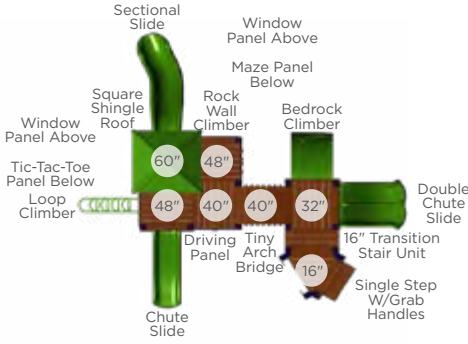 Sectional
Slide
Window
Panel Above
Maze Panel
Below
Square
Shingle
Roof
Rock
Wall
Climber
Bedrock
Climber
Window
Panel Above
Tic-Tac-Toe
Panel Below
Loop
Climber
60"
48"
48"
40"
40"
32"
Double
Chute
Slide
Driving
Panel
Tiny
Arch
Bridge
16" Transition
Stair Unit
16"
Single Step
W/Grab
Handles
Chute
Slide